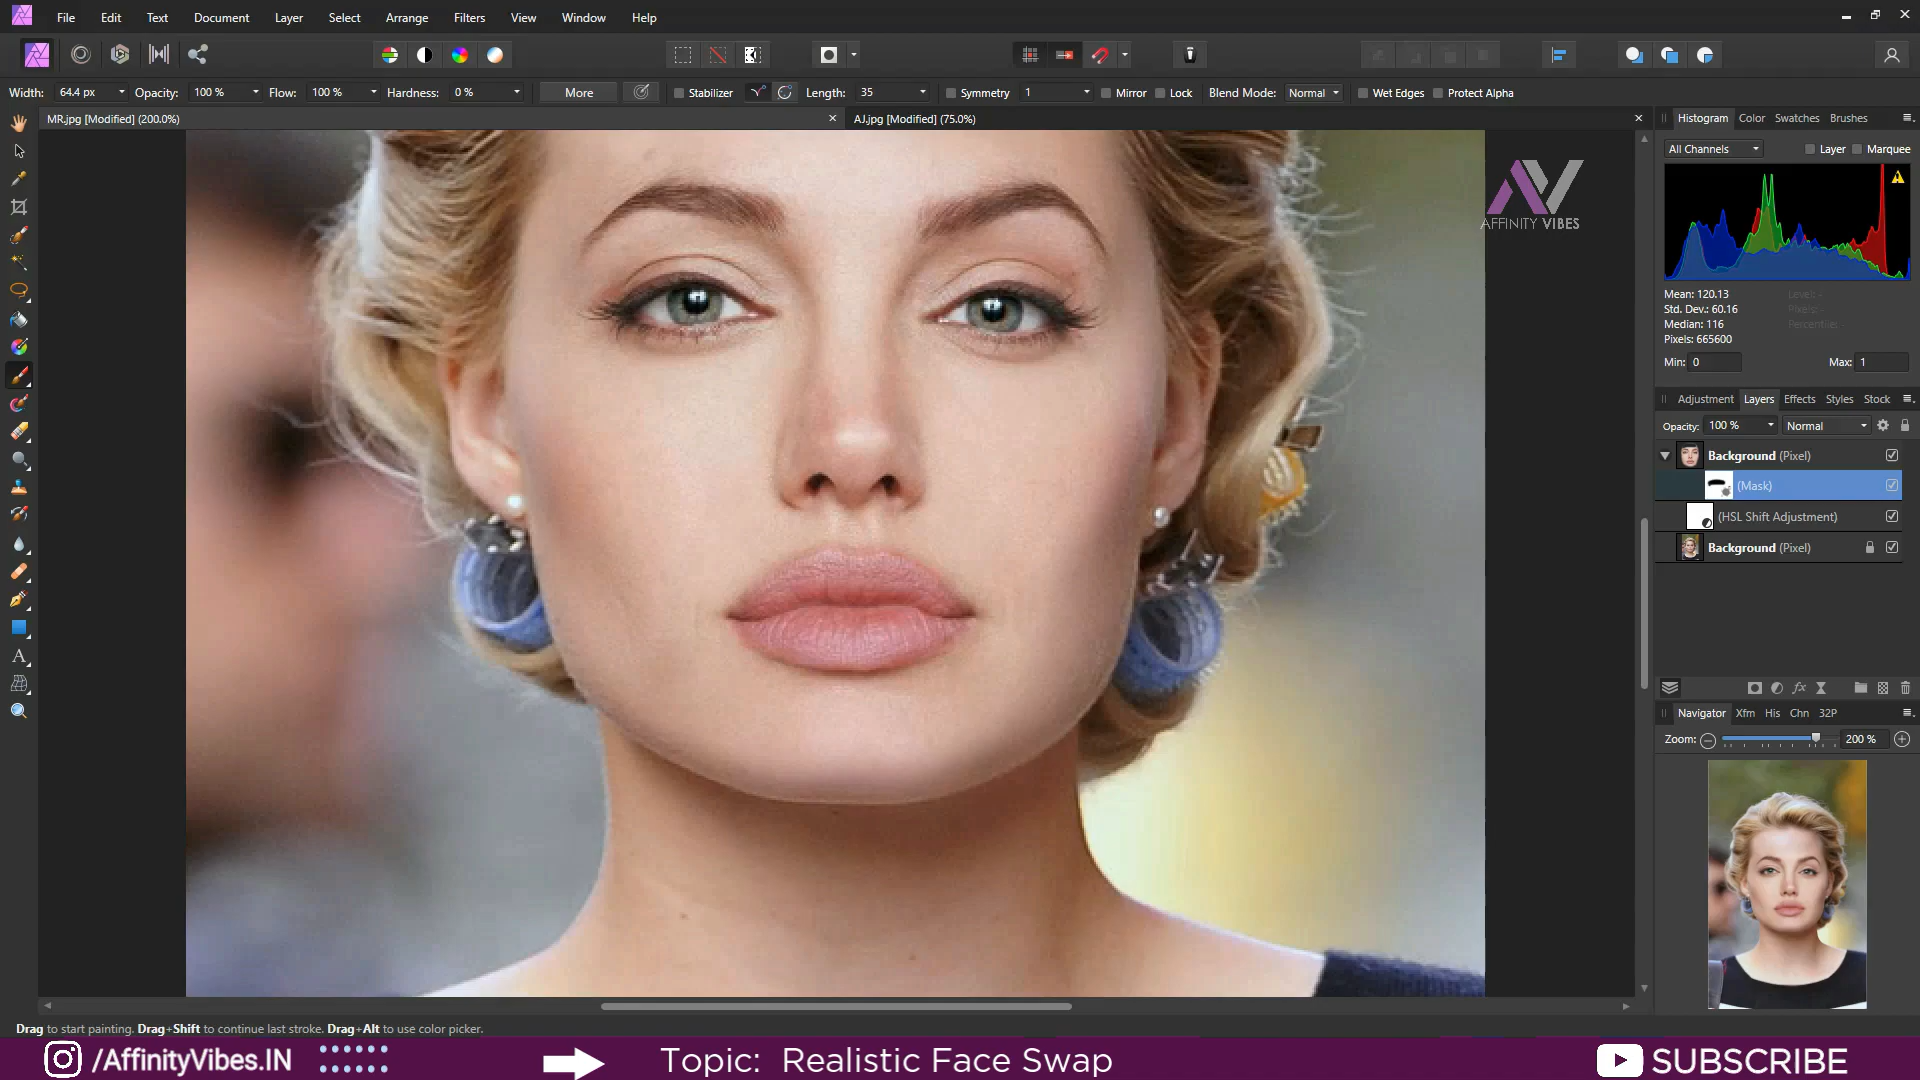 File Edit Text Document Layer Select Arrange Filters View Window Help
Width: 64.4 px Opacity: 100 % Flow: 100 % Hardness: 0 % More Stabilizer Length: 35 Symmetry 1 Mirror Lock Blend Mode: Normal Wet Edges Protect Alpha
MR.jpg [Modified] (200.0%) AJ.jpg [Modified] (75.0%)
AFFINITY VIBES
Histogram Color Swatches Brushes
All Channels Layer Marquee
Mean: 120.13 Level: -
Std. Dev.: 60.16 Pixels: -
Median: 116 Percentile: -
Pixels: 665600
Min: 0 Max: 1
Adjustment Layers Effects Styles Stock
Opacity: 100 % Normal
Background (Pixel)
(Mask)
(HSL Shift Adjustment)
Background (Pixel)
fx
Navigator Xfm His Chn 32P
Zoom: 200 %
Drag to start painting. Drag+Shift to continue last stroke. Drag+Alt to use color picker.
/AffinityVibes.IN Topic: Realistic Face Swap SUBSCRIBE